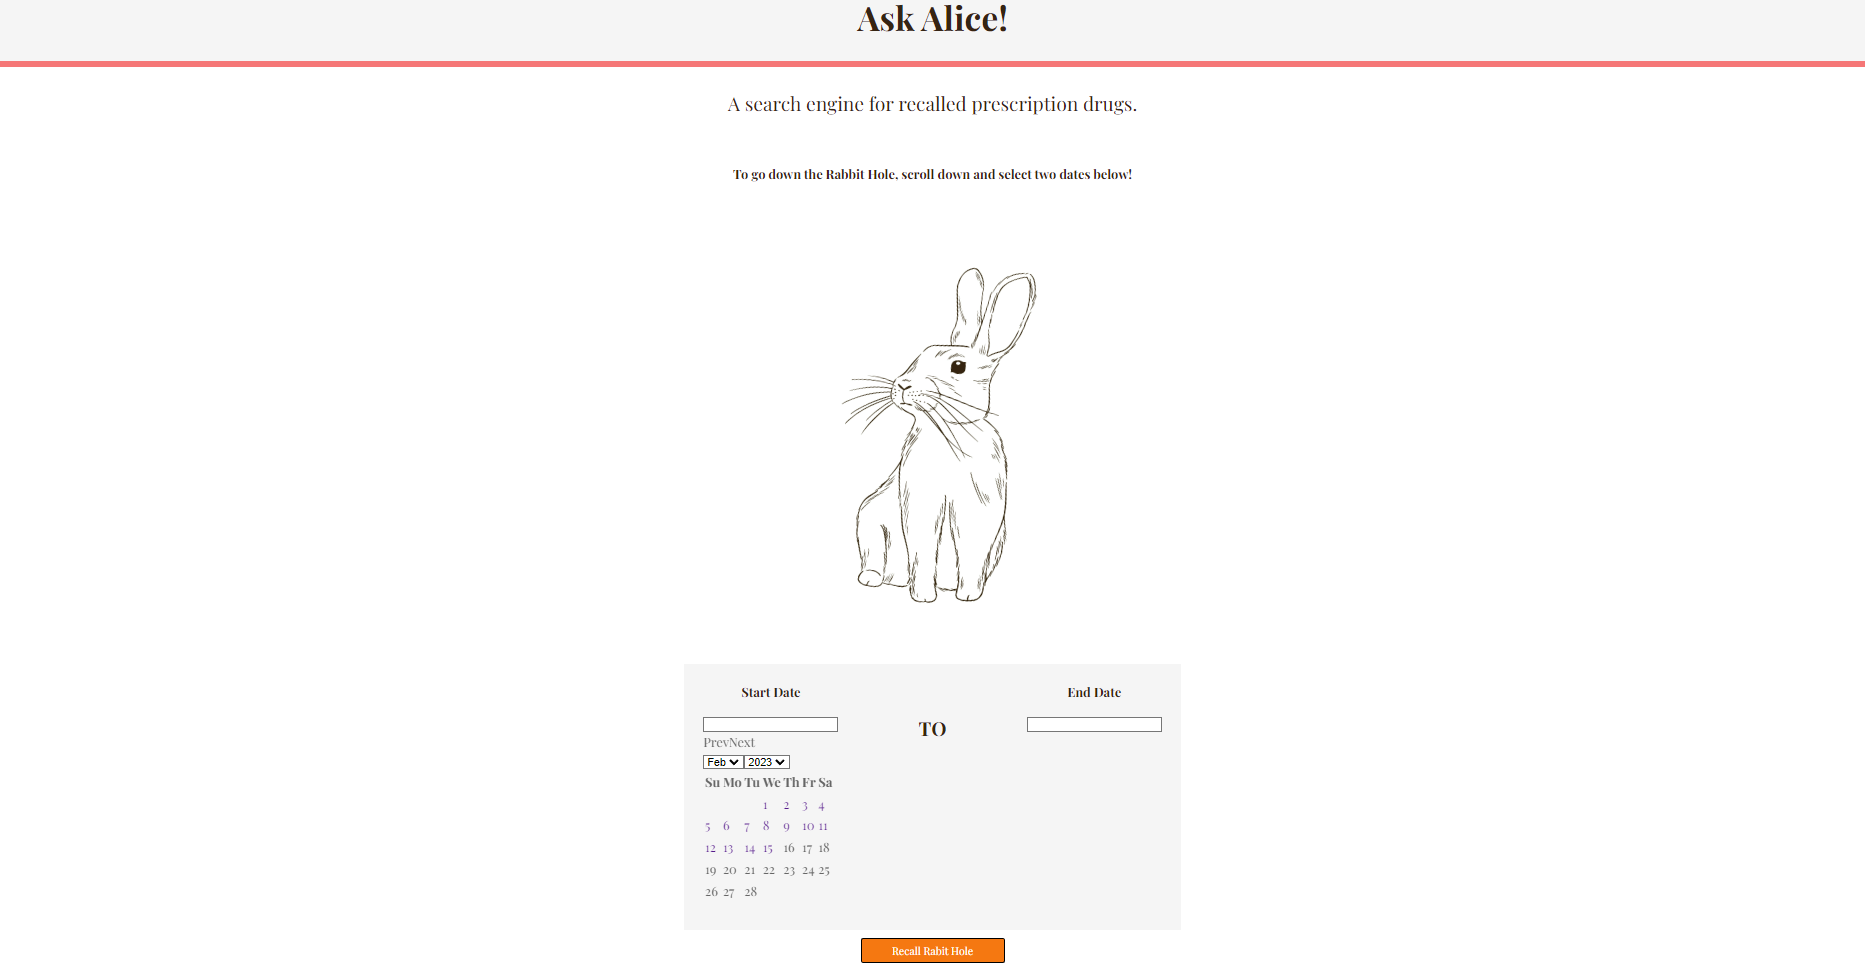 Ask Alice!
A search engine for recalled prescription drugs.
To go down the Rabbit Hole, scroll down and select two dates below!
Start Date
TO
End Date
PrevNext
Feb 2023
Su Mo Tu We Th Fr Sa
1 2 3 4
5 6 7 8 9 10 11
12 13 14 15 16 17 18
19 20 21 22 23 24 25
26 27 28
Recall Rabit Hole